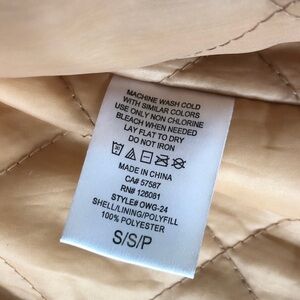 MACHINE WASH COLD
WITH SIMILAR COLORS
USE ONLY NON CHLORINE
BLEACH WHEN NEEDED
LAY FLAT TO DRY
DO NOT IRON
MADE IN CHINA
CA# 57587
RN# 126081
STYLE# OWG-24
SHELL/LINING/POLYFILL
100% POLYESTER
S/S/P